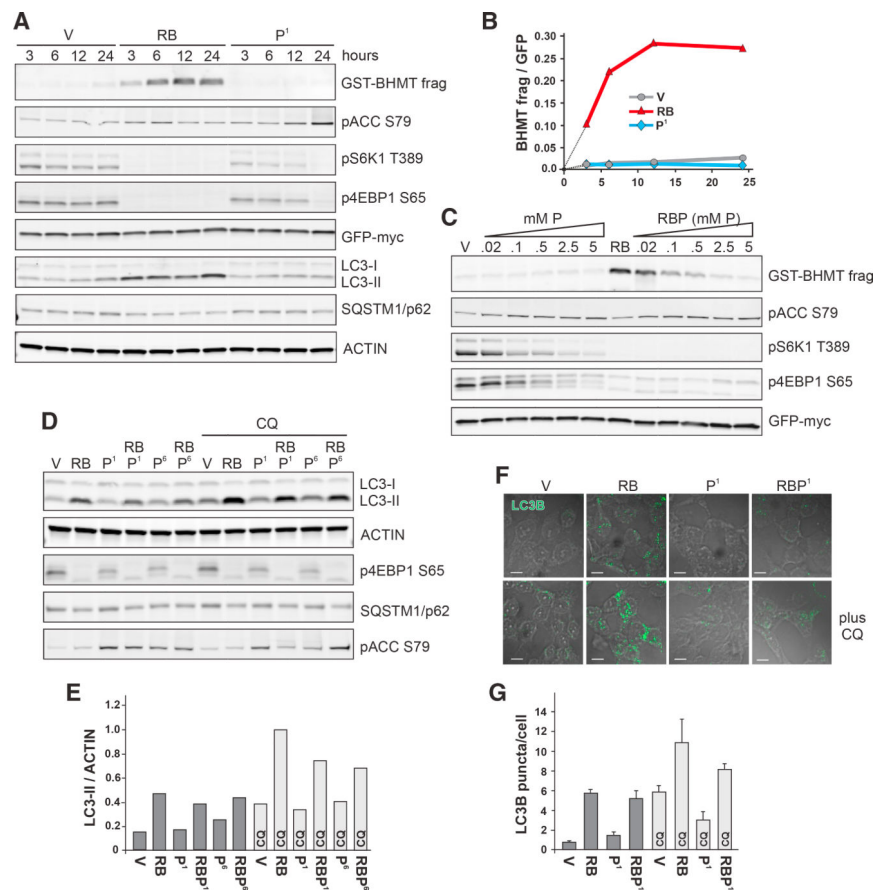 A
V RB P¹
3 6 12 24 3 6 12 24 3 6 12 24 hours
GST-BHMT frag
pACC S79
pS6K1 T389
p4EBP1 S65
GFP-myc
LC3-I
LC3-II
SQSTM1/p62
ACTIN
B
BHMT frag / GFP
0.30
0.25
0.20
0.15
0.10
0.05
0.00
0 5 10 15 20 25
V
RB
P¹
C
mM P RBP (mM P)
V .02 .1 .5 2.5 5 RB .02 .1 .5 2.5 5
GST-BHMT frag
pACC S79
pS6K1 T389
p4EBP1 S65
GFP-myc
D
CQ
V RB P¹ RB P¹ P⁶ RB P⁶ V RB P¹ RB P¹ P⁶ RB P⁶
LC3-I
LC3-II
ACTIN
p4EBP1 S65
SQSTM1/p62
pACC S79
E
LC3-II / ACTIN
1.2
1.0
0.8
0.6
0.4
0.2
0
CQ CQ CQ CQ CQ CQ
V RB P¹ RBP¹ P⁶ RBP⁶ V RB P¹ RBP¹ P⁶ RBP⁶
F
V RB P¹ RBP¹
LC3B
plus
CQ
G
LC3B puncta/cell
14
12
10
8
6
4
2
0
CQ CQ CQ CQ
V RB P¹ RBP¹ V RB P¹ RBP¹